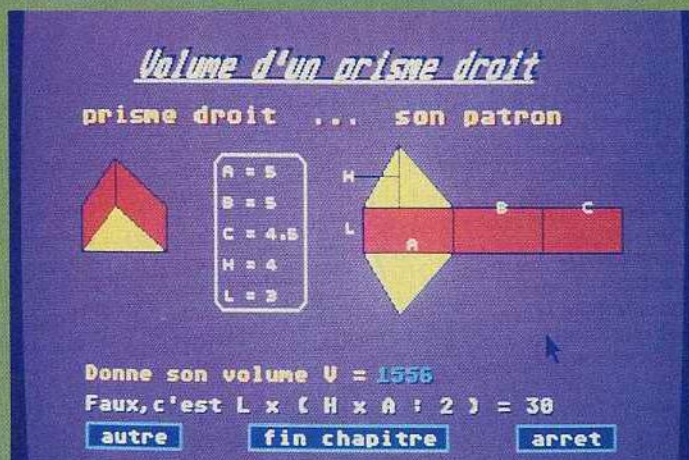 Volume d'un prisme droit
prisme droit ... son patron
A = 5
B = 5
C = 4.5
H = 4
L = 3
H
L
A
B
C
Donne son volume V = 1556
Faux,c'est L x ( H x A : 2 ) = 30
autre
fin chapitre
arret